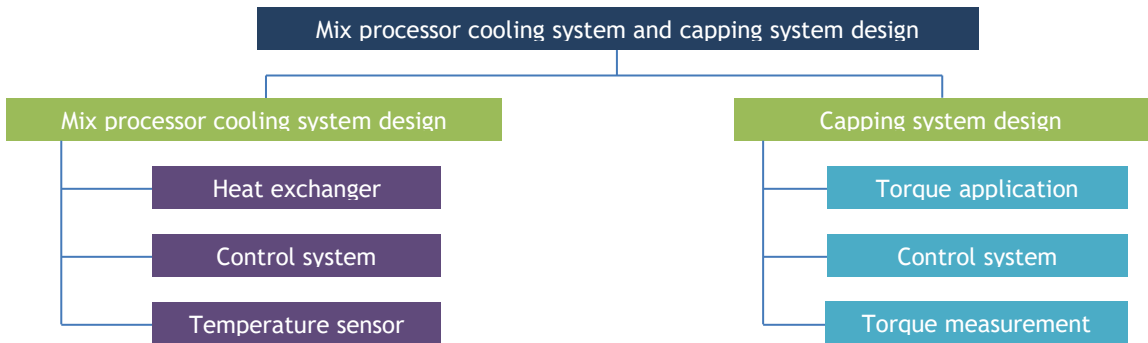 Mix processor cooling system and capping system design
Mix processor cooling system design
Capping system design
Heat exchanger
Torque application
Control system
Control system
Temperature sensor
Torque measurement